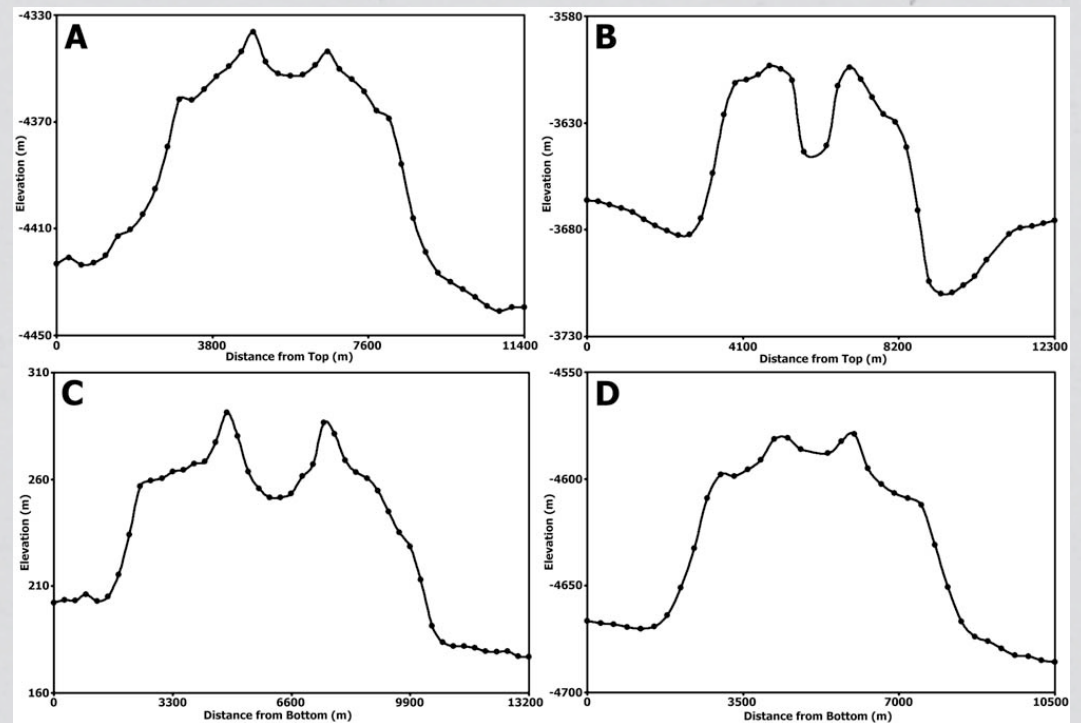 A
Elevation (m)
-4330
-4370
-4410
-4450
0 3800 7600 11400
Distance from Top (m)
B
Elevation (m)
-3580
-3630
-3680
-3730
0 4100 8200 12300
Distance from Top (m)
C
Elevation (m)
310
260
210
160
0 3300 6600 9900 13200
Distance from Bottom (m)
D
Elevation (m)
-4550
-4600
-4650
-4700
0 3500 7000 10500
Distance from Bottom (m)